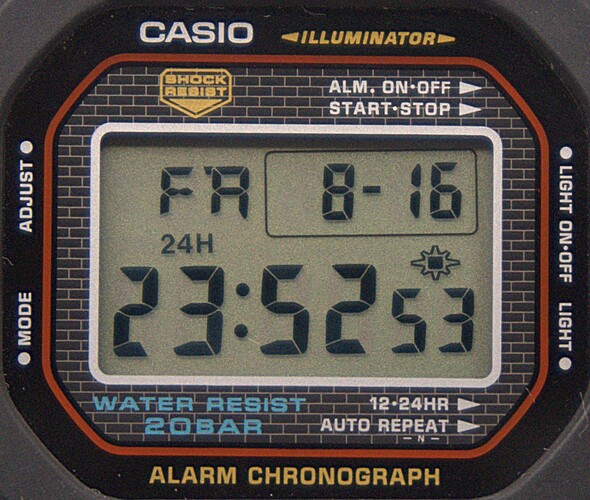 CASIO ILLUMINATOR
SHOCK RESIST
ALM. ON·OFF
START·STOP
ADJUST
MODE
LIGHT ON·OFF
LIGHT
FR 8-16
24H
23:52 53
WATER RESIST
20BAR
12·24HR
AUTO REPEAT
N
ALARM CHRONOGRAPH